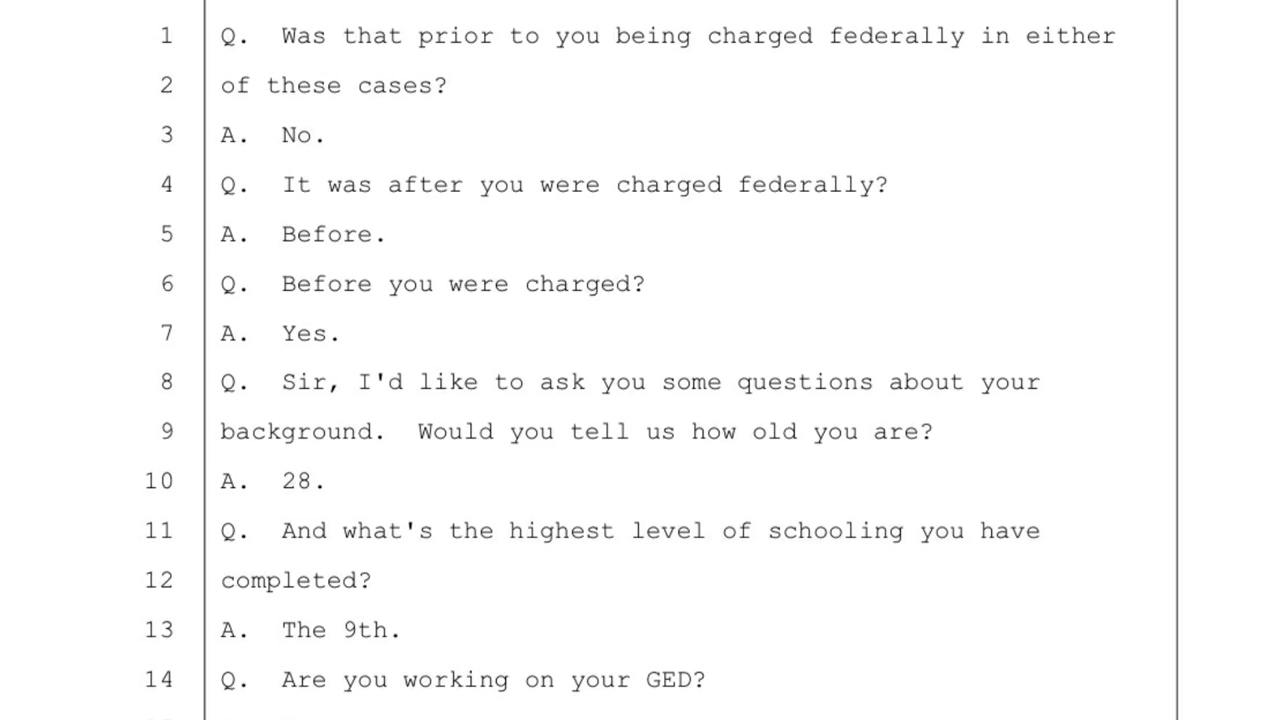 1 Q. Was that prior to you being charged federally in either
2 of these cases?
3 A. No.
4 Q. It was after you were charged federally?
5 A. Before.
6 Q. Before you were charged?
7 A. Yes.
8 Q. Sir, I'd like to ask you some questions about your
9 background. Would you tell us how old you are?
10 A. 28.
11 Q. And what's the highest level of schooling you have
12 completed?
13 A. The 9th.
14 Q. Are you working on your GED?